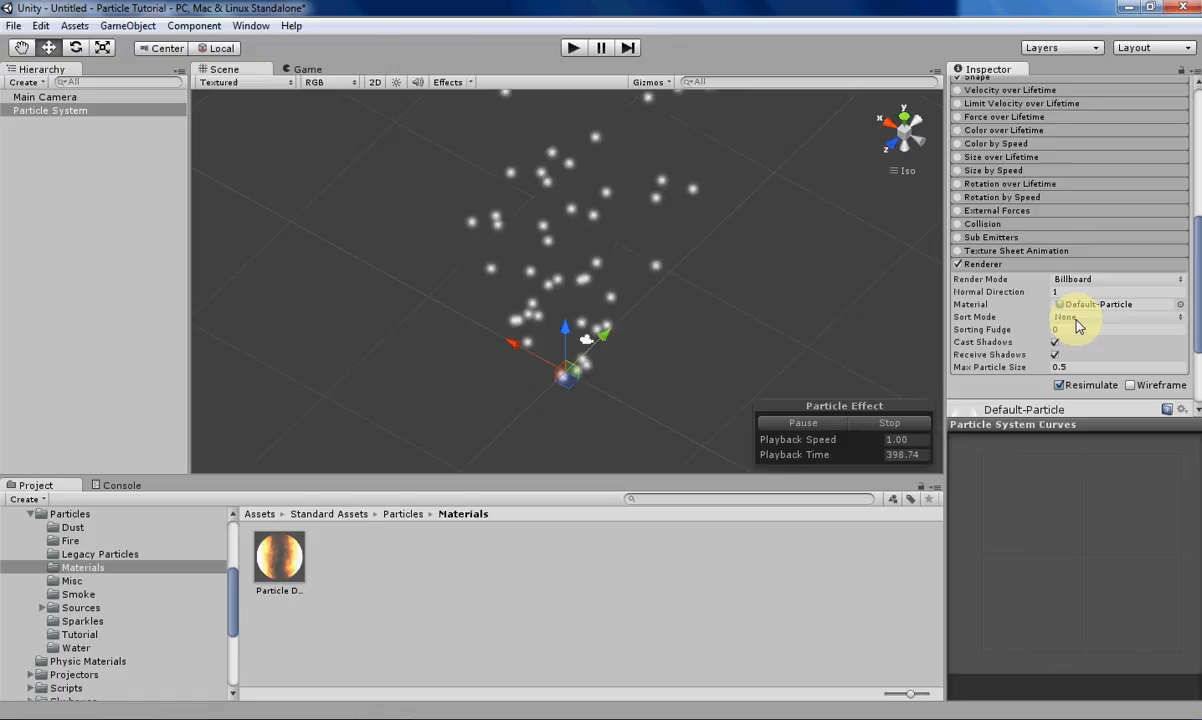 Unity - Untitled - Particle Tutorial - PC, Mac & Linux Standalone*
File Edit Assets GameObject Component Window Help
Center Local Layers Layout
Hierarchy
Create All
Main Camera
Particle System
Scene Game
Textured RGB 2D Effects Gizmos All
y
x
z
Iso
Particle Effect
Pause Stop
Playback Speed 1.00
Playback Time 398.74
Inspector
Shape
Velocity over Lifetime
Limit Velocity over Lifetime
Force over Lifetime
Color over Lifetime
Color by Speed
Size over Lifetime
Size by Speed
Rotation over Lifetime
Rotation by Speed
External Forces
Collision
Sub Emitters
Texture Sheet Animation
Renderer
Render Mode Billboard
Normal Direction 1
Material Default-Particle
Sort Mode None
Sorting Fudge 0
Cast Shadows
Receive Shadows
Max Particle Size 0.5
Resimulate Wireframe
Default-Particle
Particle System Curves
Project Console
Create
Particles
Dust
Fire
Legacy Particles
Materials
Misc
Smoke
Sources
Sparkles
Tutorial
Water
Physic Materials
Projectors
Scripts
Assets Standard Assets Particles Materials
Particle D...